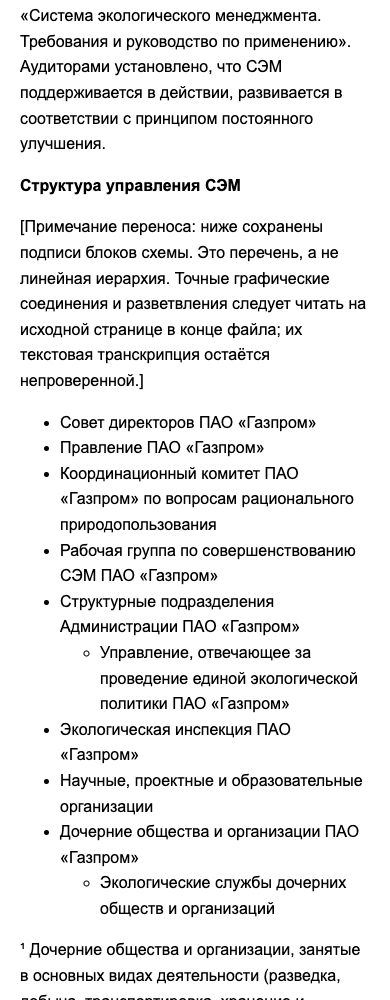 «Система экологического менеджмента.
Требования и руководство по применению».
Аудиторами установлено, что СЭМ
поддерживается в действии, развивается в
соответствии с принципом постоянного
улучшения.
Структура управления СЭМ
[Примечание переноса: ниже сохранены
подписи блоков схемы. Это перечень, а не
линейная иерархия. Точные графические
соединения и разветвления следует читать на
исходной странице в конце файла; их
текстовая транскрипция остаётся
непроверенной.]
• Совет директоров ПАО «Газпром»
• Правление ПАО «Газпром»
• Координационный комитет ПАО
«Газпром» по вопросам рационального
природопользования
• Рабочая группа по совершенствованию
СЭМ ПАО «Газпром»
• Структурные подразделения
Администрации ПАО «Газпром»
◦ Управление, отвечающее за
проведение единой экологической
политики ПАО «Газпром»
• Экологическая инспекция ПАО
«Газпром»
• Научные, проектные и образовательные
организации
• Дочерние общества и организации ПАО
«Газпром»
◦ Экологические службы дочерних
обществ и организаций
¹ Дочерние общества и организации, занятые
в основных видах деятельности (разведка,
добыча, транспортировка, хранение и